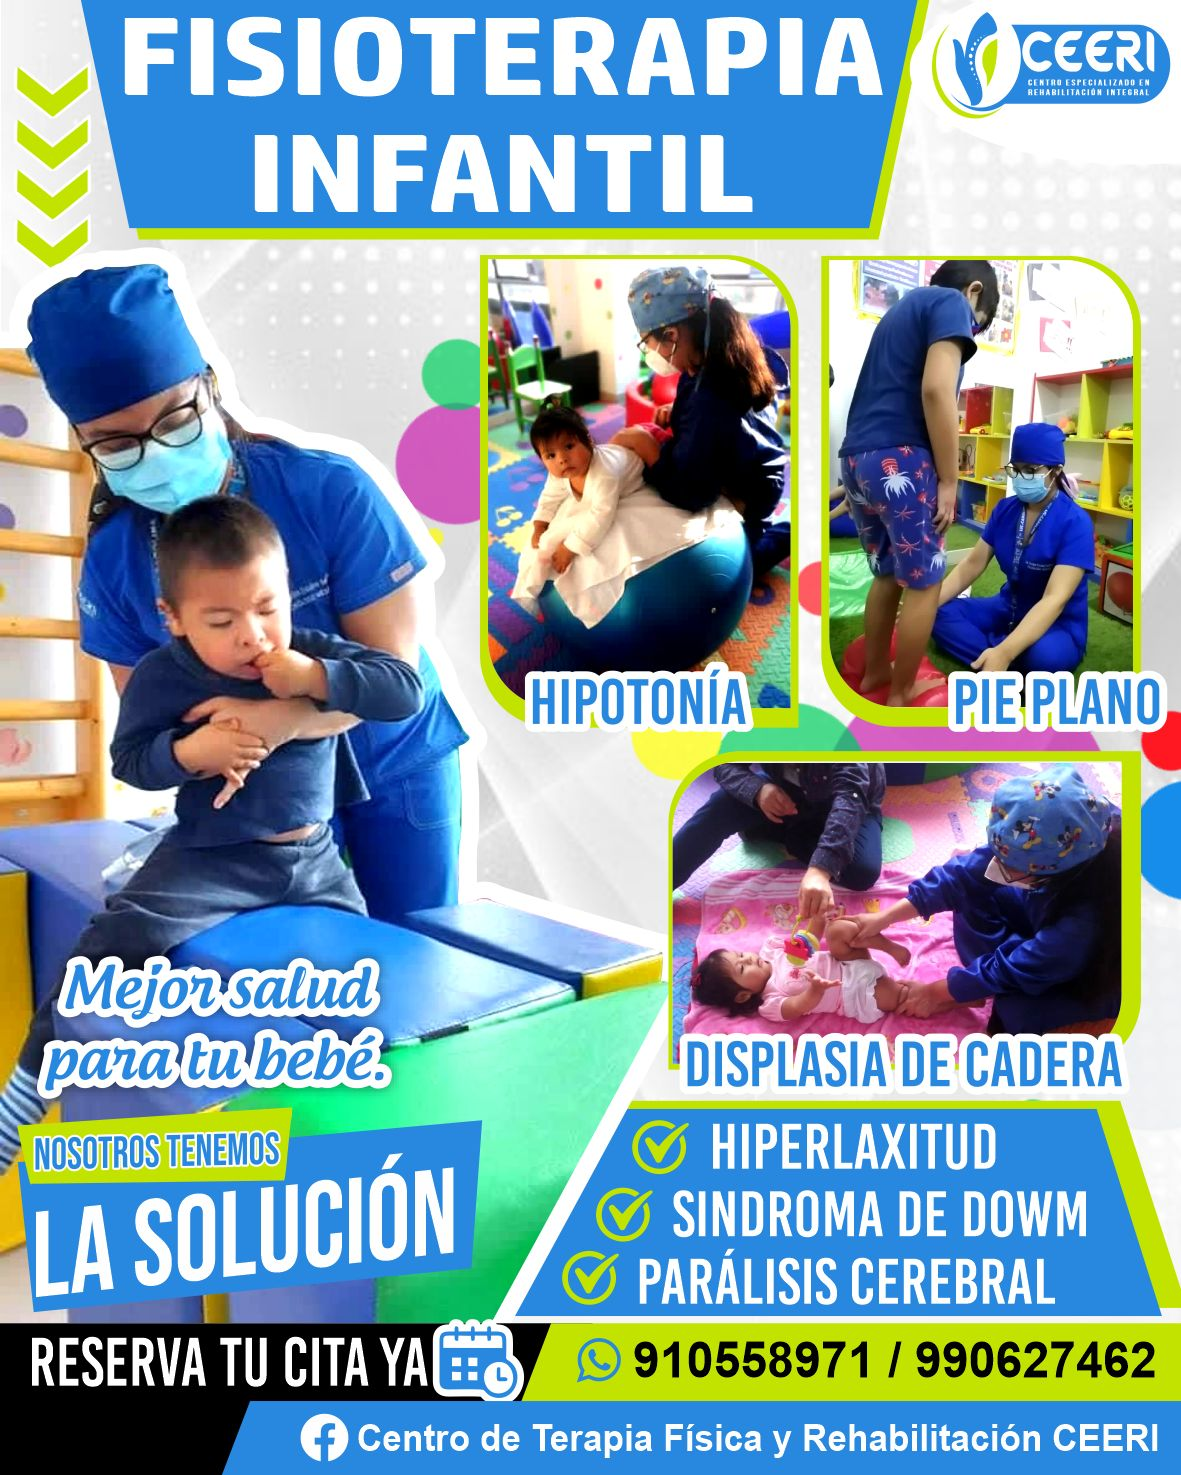 FISIOTERAPIA
INFANTIL
CEERI
CENTRO ESPECIALIZADO EN
REHABILITACIÓN INTEGRAL
HIPOTONÍA
PIE PLANO
DISPLASIA DE CADERA
Mejor salud
para tu bebé.
NOSOTROS TENEMOS
LA SOLUCIÓN
HIPERLAXITUD
SINDROMA DE DOWM
PARÁLISIS CEREBRAL
RESERVA TU CITA YA
910558971 / 990627462
Centro de Terapia Física y Rehabilitación CEERI